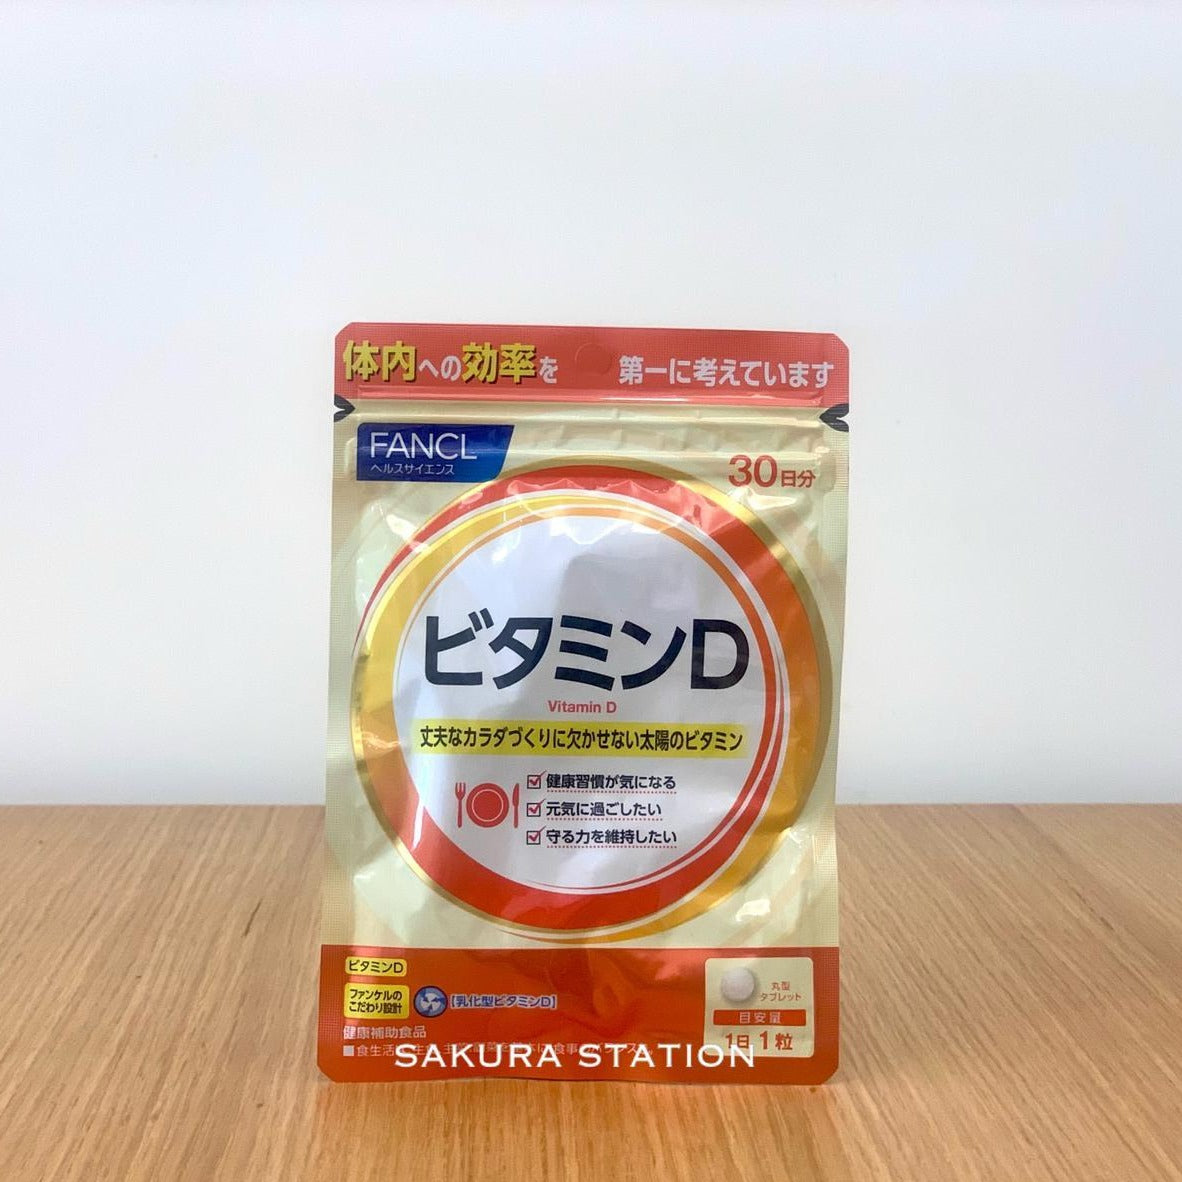 体内への効率を 第一に考えています
FANCL
ヘルスサイエンス
30日分
ビタミンD
Vitamin D
丈夫なカラダづくりに欠かせない太陽のビタミン
健康習慣が気になる
元気に過ごしたい
守る力を維持したい
ビタミンD
ファンケルの
こだわり設計
【乳化型ビタミンD】
健康補助食品
丸型
タブレット
目安量
1日 1粒
■食生活
SAKURA STATION